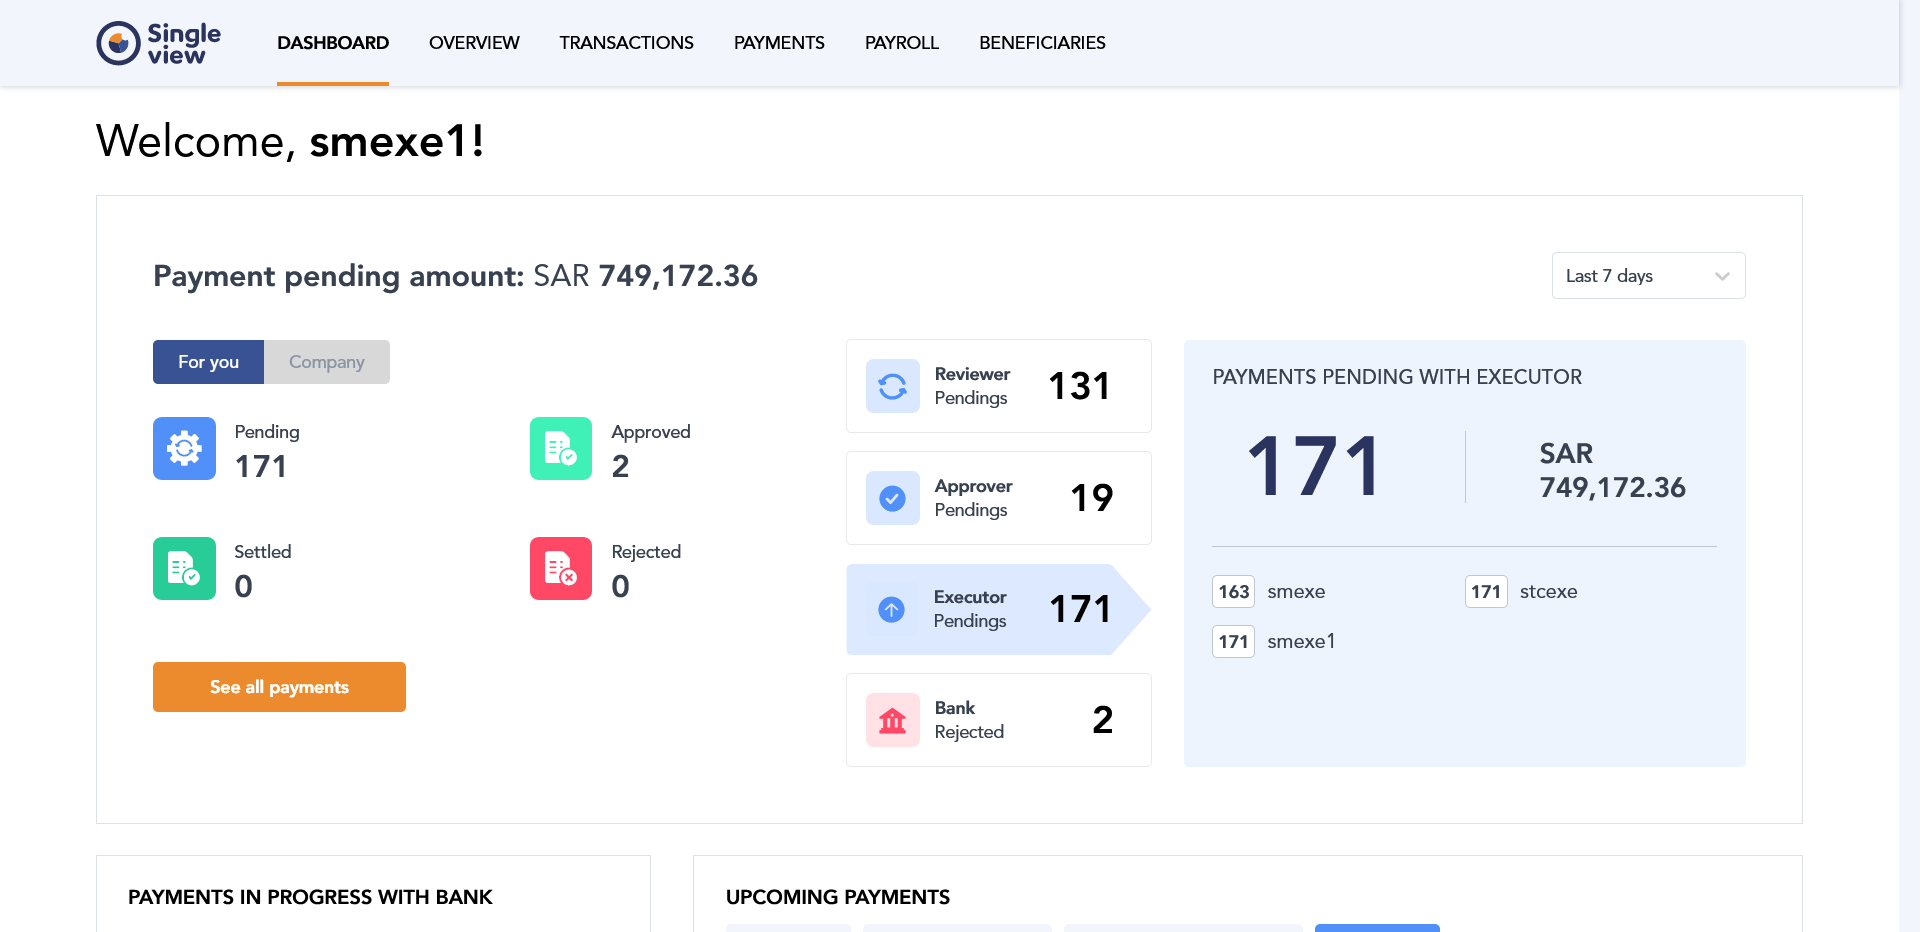 Single
view
DASHBOARD
OVERVIEW
TRANSACTIONS
PAYMENTS
PAYROLL
BENEFICIARIES
Welcome, smexe1!
Payment pending amount: SAR 749,172.36
Last 7 days
For you
Company
Pending
171
Approved
2
Settled
0
Rejected
0
See all payments
Reviewer
Pendings
131
Approver
Pendings
19
Executor
Pendings
171
Bank
Rejected
2
PAYMENTS PENDING WITH EXECUTOR
171
SAR
749,172.36
163 smexe
171 stcexe
171 smexe1
PAYMENTS IN PROGRESS WITH BANK
UPCOMING PAYMENTS